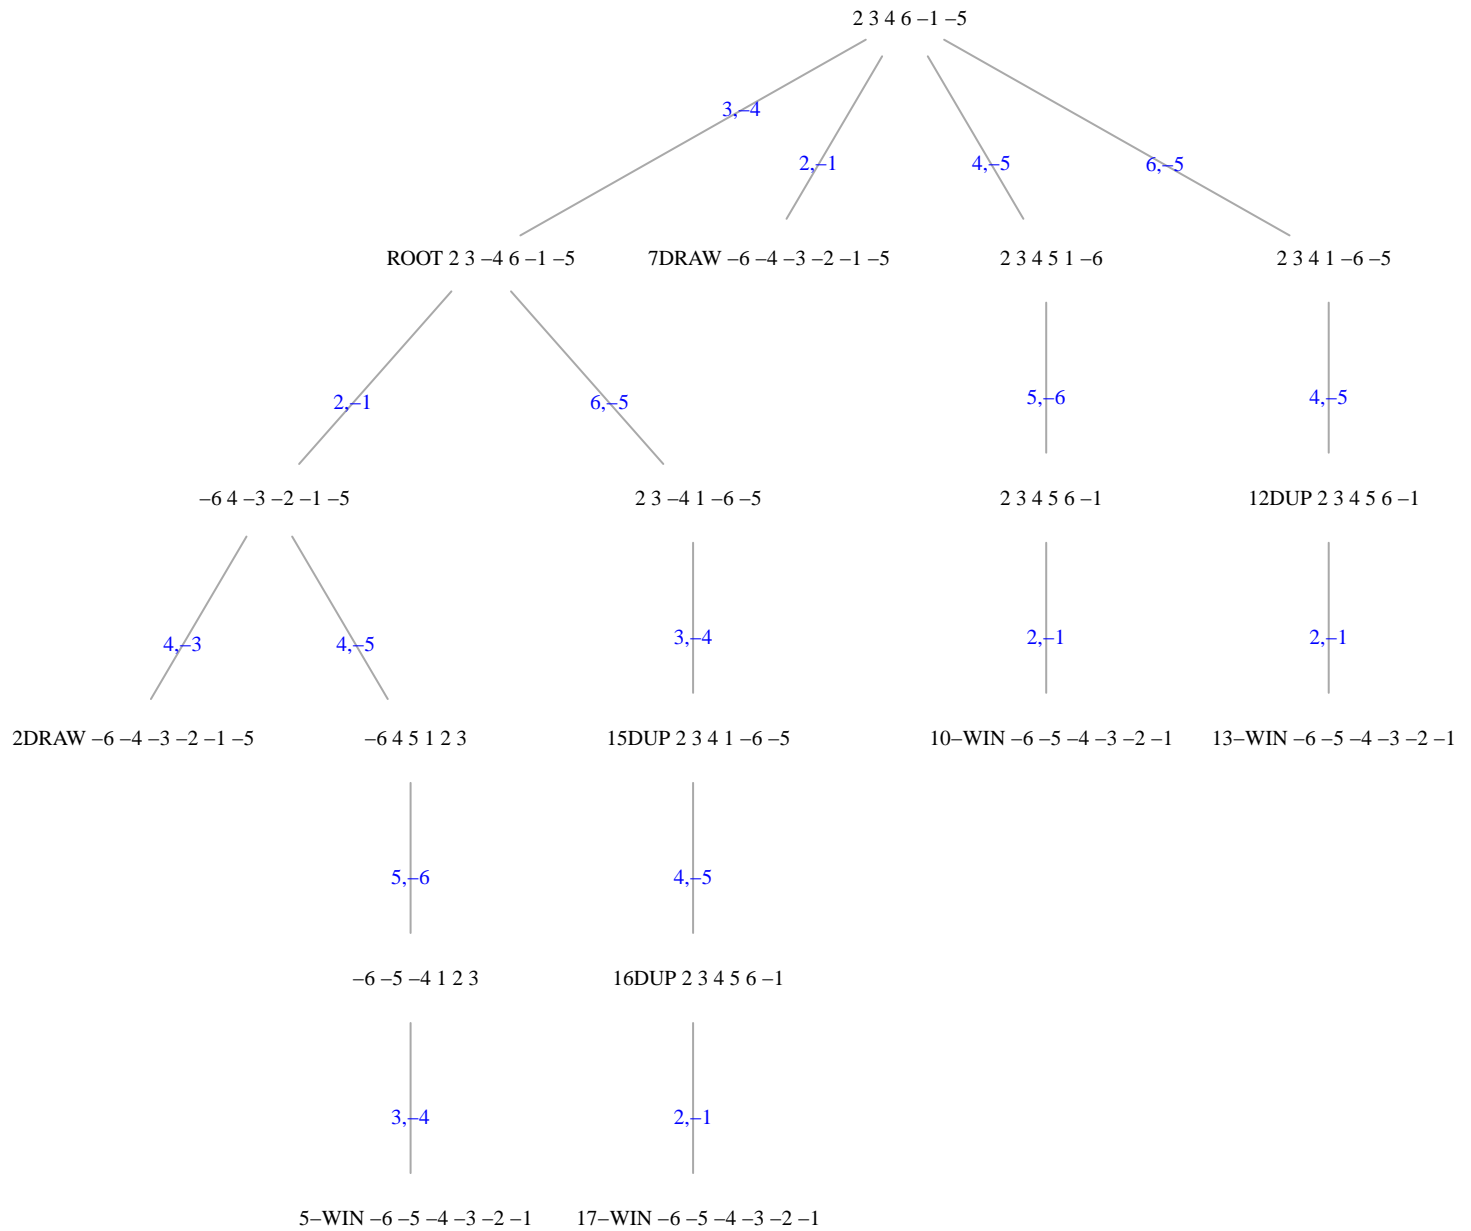 2 3 4 6 –1 –5
3,–4
2,–1
4,–5
6,–5
ROOT 2 3 –4 6 –1 –5
7DRAW –6 –4 –3 –2 –1 –5
2 3 4 5 1 –6
2 3 4 1 –6 –5
2,–1
6,–5
5,–6
4,–5
–6 4 –3 –2 –1 –5
2 3 –4 1 –6 –5
2 3 4 5 6 –1
12DUP 2 3 4 5 6 –1
4,–3
4,–5
3,–4
2,–1
2,–1
2DRAW –6 –4 –3 –2 –1 –5
–6 4 5 1 2 3
15DUP 2 3 4 1 –6 –5
10–WIN –6 –5 –4 –3 –2 –1
13–WIN –6 –5 –4 –3 –2 –1
5,–6
4,–5
–6 –5 –4 1 2 3
16DUP 2 3 4 5 6 –1
3,–4
2,–1
5–WIN –6 –5 –4 –3 –2 –1
17–WIN –6 –5 –4 –3 –2 –1